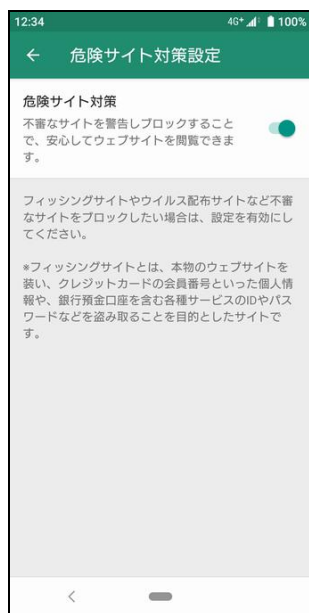 12:34 4G+ 100%
← 危険サイト対策設定
危険サイト対策
不審なサイトを警告しブロックすること
で、安心してウェブサイトを閲覧できま
す。
フィッシングサイトやウイルス配布サイトなど不審
なサイトをブロックしたい場合は、設定を有効にし
てください。
*フィッシングサイトとは、本物のウェブサイトを
装い、クレジットカードの会員番号といった個人情
報や、銀行預金口座を含む各種サービスのIDやパス
ワードなどを盗み取ることを目的としたサイトで
す。